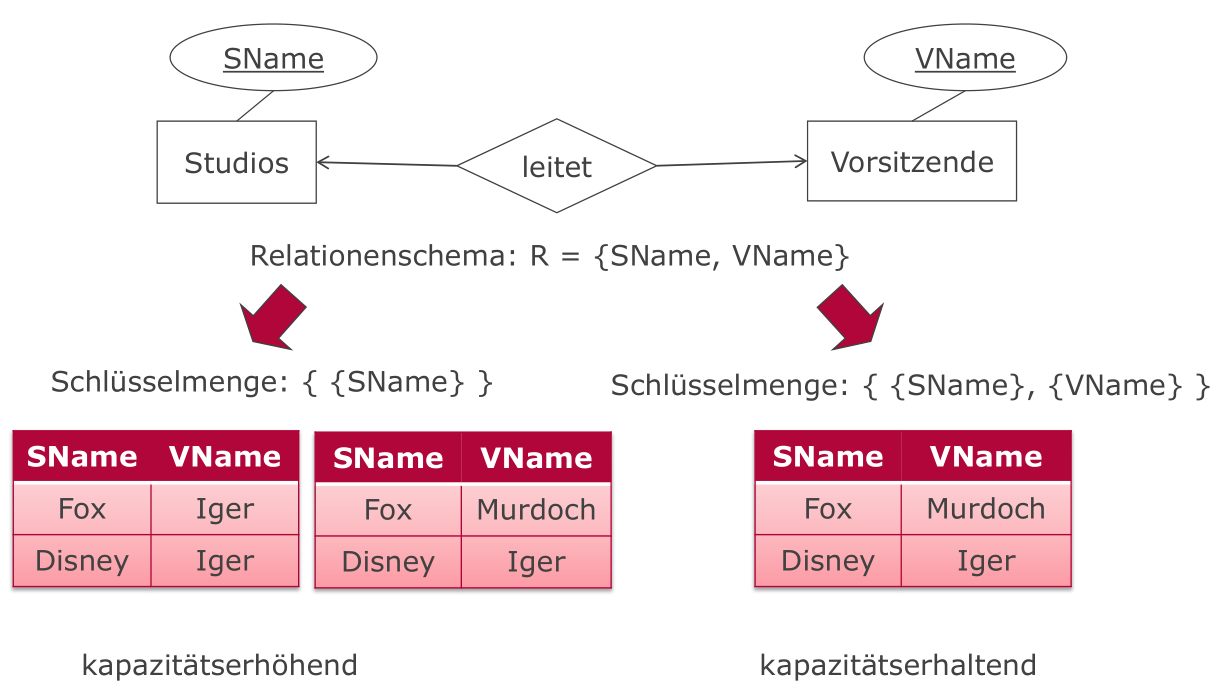 SName
VName
Studios
leitet
Vorsitzende
Relationenschema: R = {SName, VName}
Schlüsselmenge: { {SName} }
Schlüsselmenge: { {SName}, {VName} }
SName VName
Fox Iger
Disney Iger
SName VName
Fox Murdoch
Disney Iger
SName VName
Fox Murdoch
Disney Iger
kapazitätserhöhend
kapazitätserhaltend